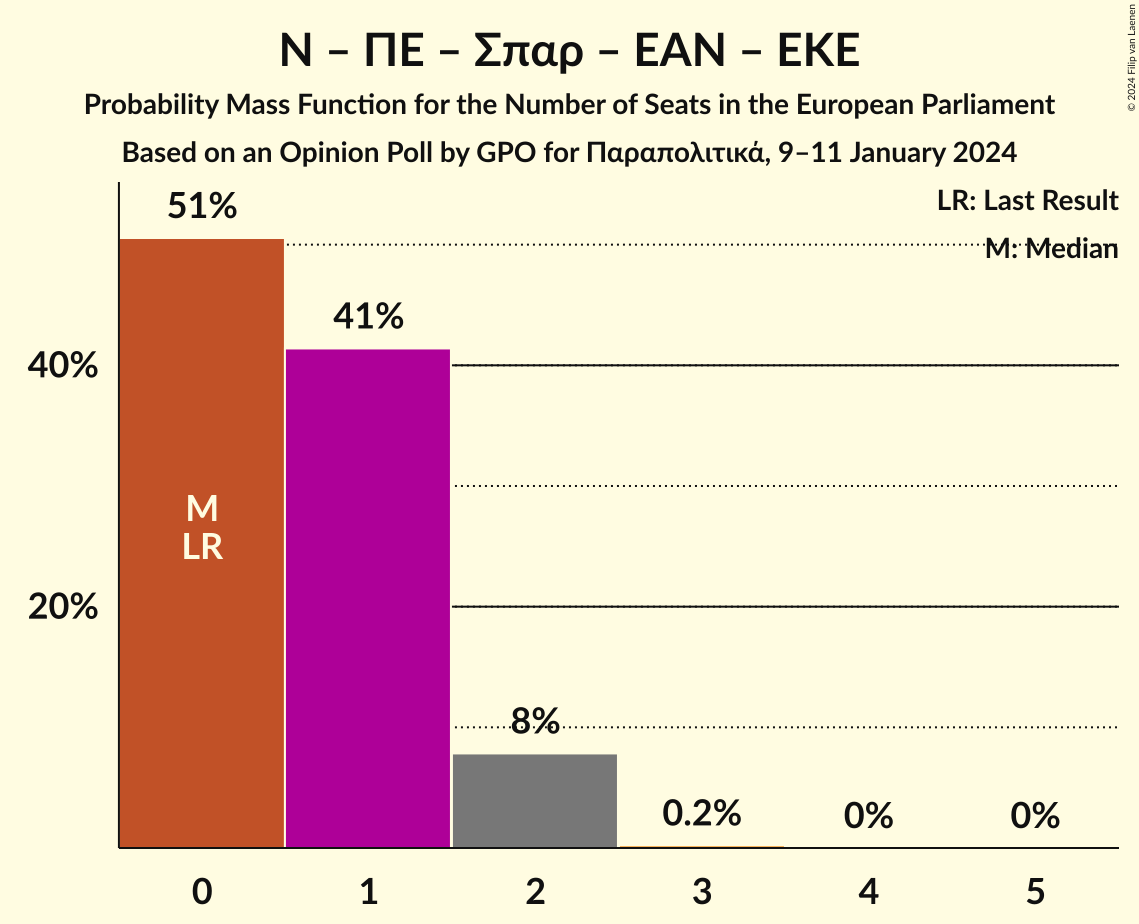 Ν – ΠΕ – Σπαρ – ΕΑΝ – ΕΚΕ
Probability Mass Function for the Number of Seats in the European Parliament
Based on an Opinion Poll by GPO for Παραπολιτικά, 9–11 January 2024
© 2024 Filip van Laenen
LR: Last Result
M: Median
51%
41%
8%
0.2%
0%
0%
40%
20%
M
LR
0 1 2 3 4 5